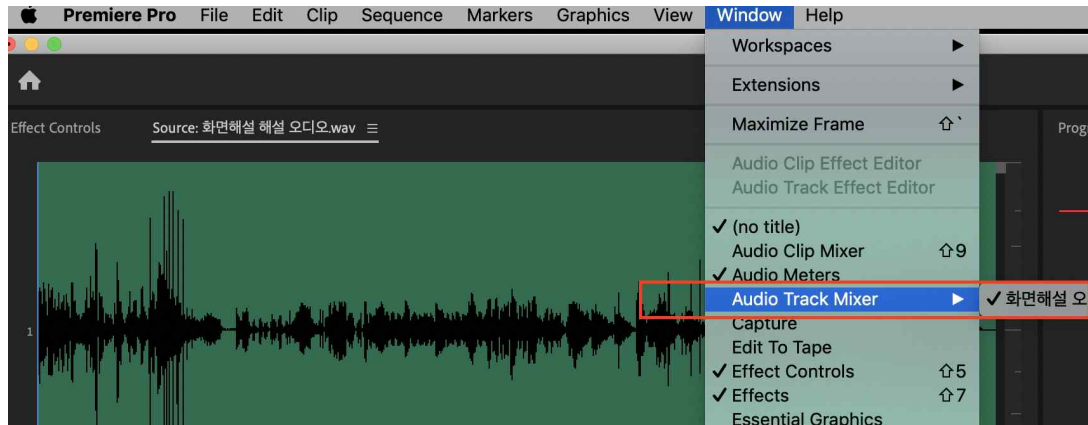 Premiere Pro File Edit Clip Sequence Markers Graphics View Window Help
Workspaces
Extensions
Maximize Frame ⇧`
Effect Controls Source: 화면해설 해설 오디오.wav
Audio Clip Effect Editor
Audio Track Effect Editor
✓ (no title)
Audio Clip Mixer ⇧9
✓ Audio Meters
Audio Track Mixer ▶ ✓ 화면해설 오
Capture
Edit To Tape
✓ Effect Controls ⇧5
✓ Effects ⇧7
Essential Graphics
Progr
1